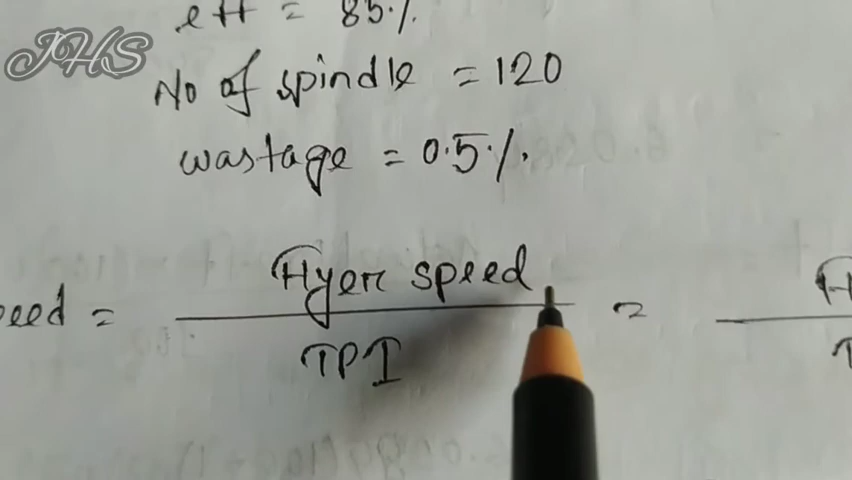 JHS
eff = 85%.
No of spindle = 120
wastage = 0.5%.
eed = Flyer speed / TPI =